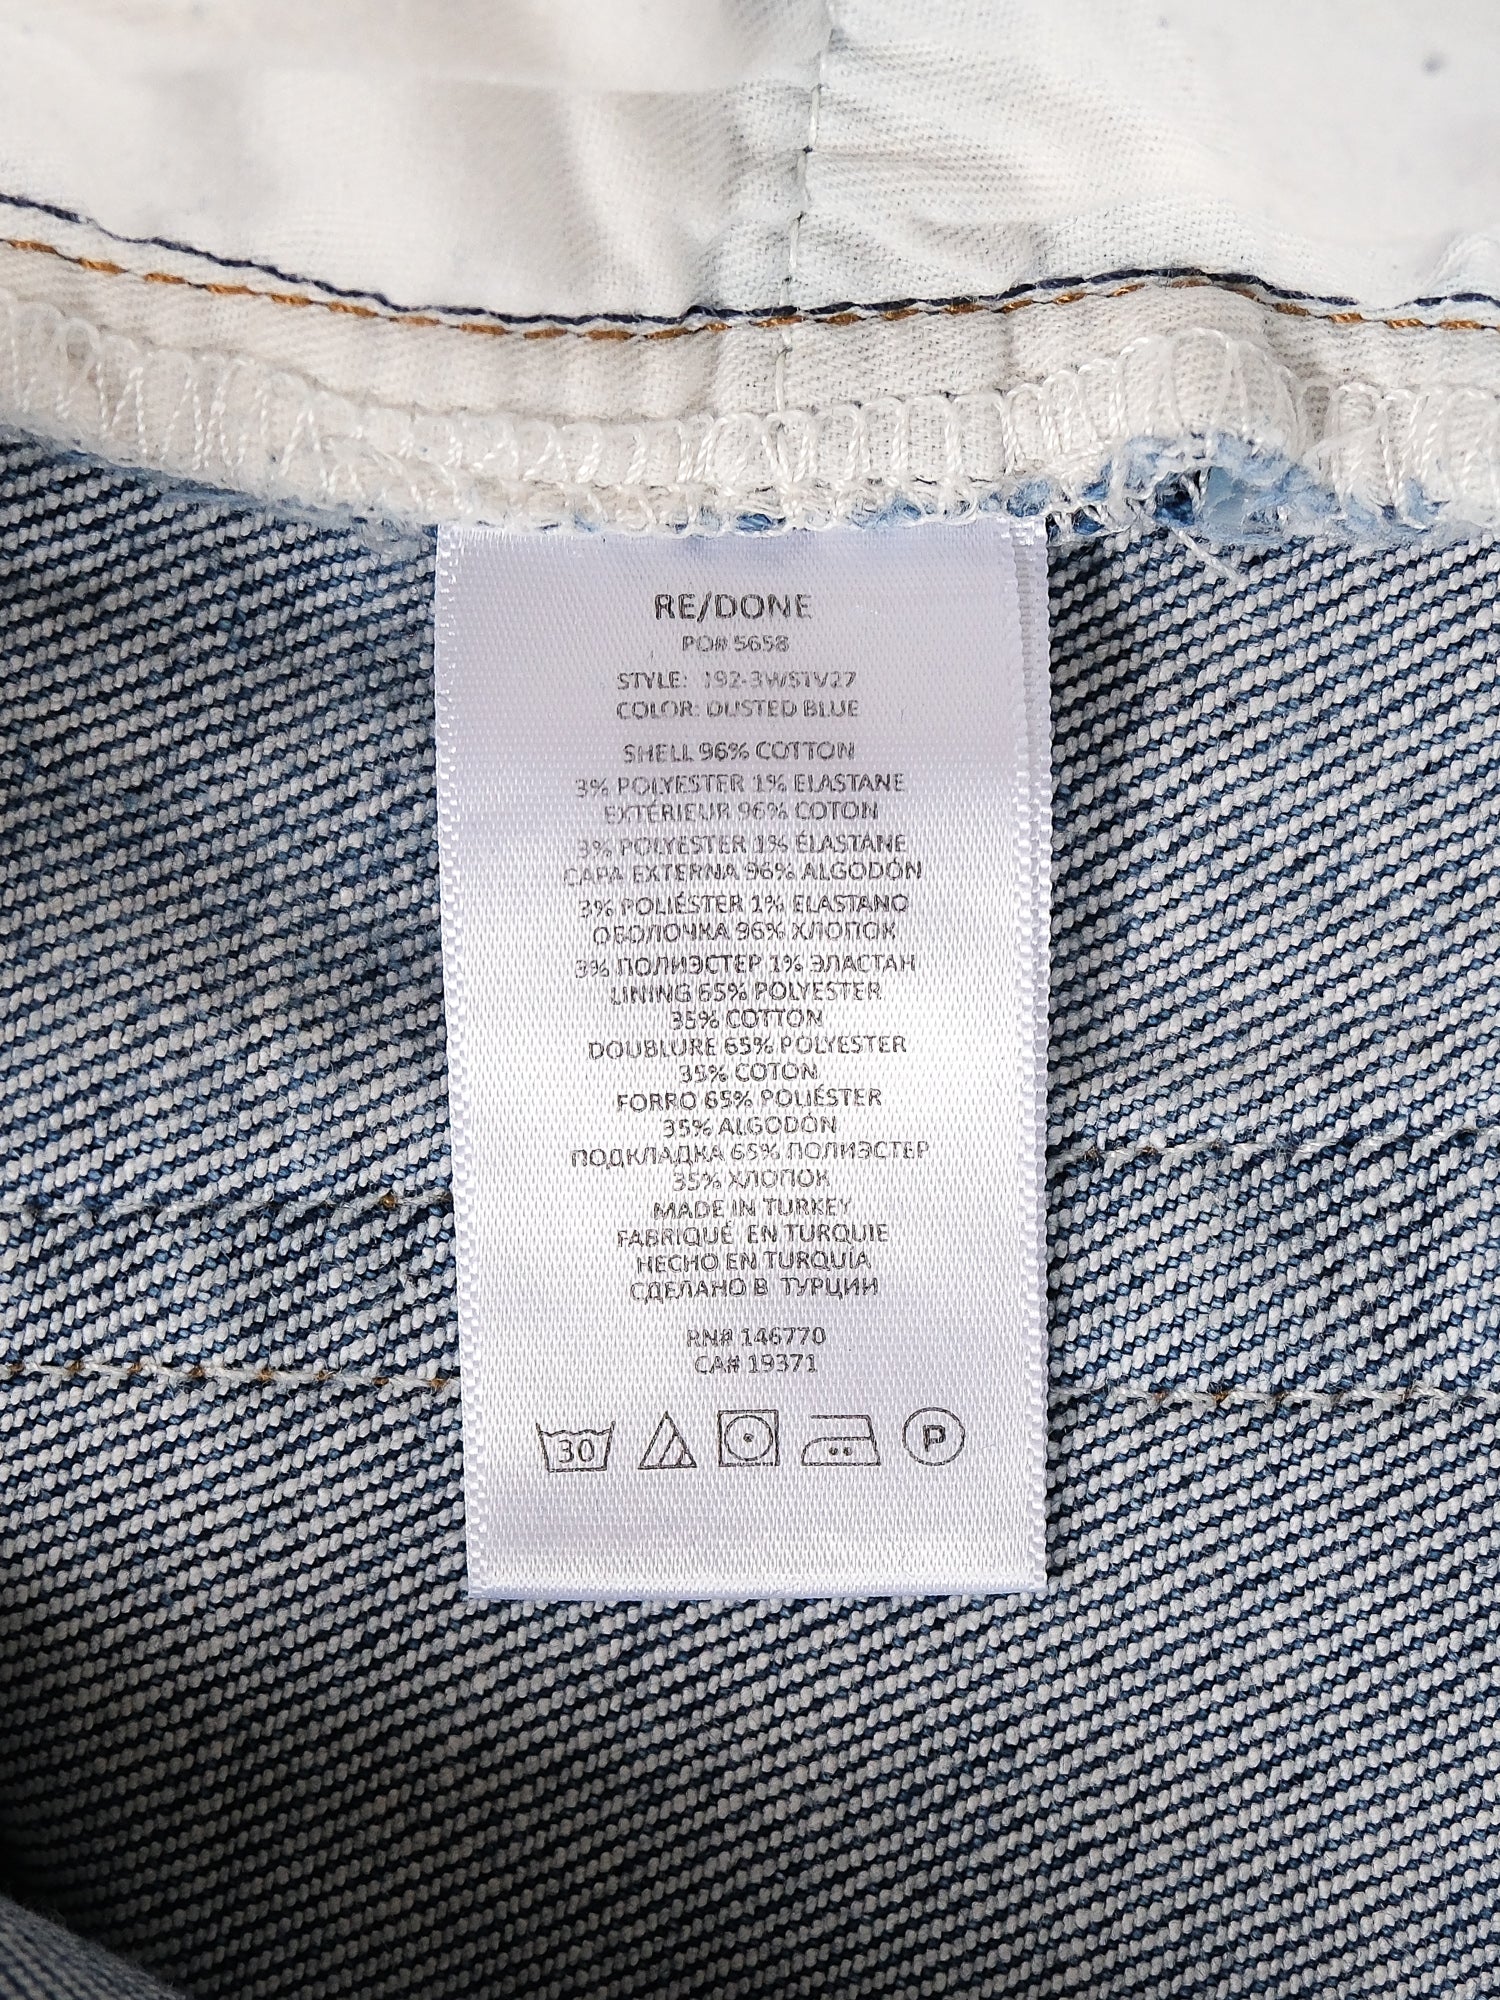 RE/DONE
PO# 5658
STYLE: 192-3WSTV27
COLOR: DUSTED BLUE
SHELL 96% COTTON
3% POLYESTER 1% ELASTANE
EXTÉRIEUR 96% COTON
3% POLYESTER 1% ÉLASTANE
CAPA EXTERNA 96% ALGODÓN
3% POLIÉSTER 1% ELASTANO
ОБОЛОЧКА 96% ХЛОПОК
3% ПОЛИЭСТЕР 1% ЭЛАСТАН
LINING 65% POLYESTER
35% COTTON
DOUBLURE 65% POLYESTER
35% COTON
FORRO 65% POLIÉSTER
35% ALGODÓN
ПОДКЛАДКА 65% ПОЛИЭСТЕР
35% ХЛОПОК
MADE IN TURKEY
FABRIQUÉ EN TURQUIE
HECHO EN TURQUÍA
СДЕЛАНО В ТУРЦИИ
RN# 146770
CA# 19371
30 P